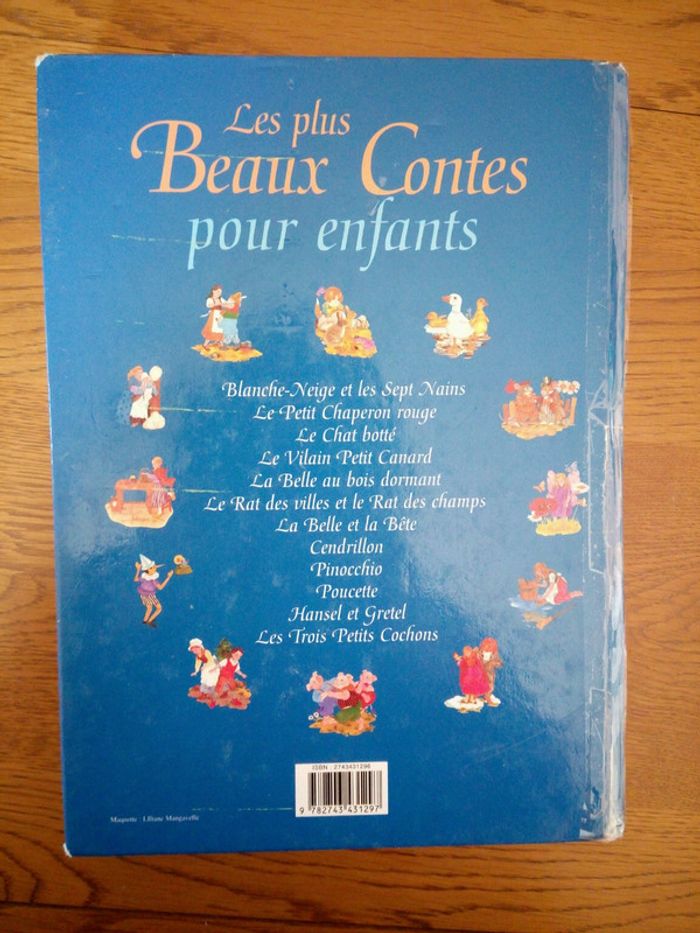 Les plus
Beaux Contes
pour enfants
Blanche-Neige et les Sept Nains
Le Petit Chaperon rouge
Le Chat botté
Le Vilain Petit Canard
La Belle au bois dormant
Le Rat des villes et le Rat des champs
La Belle et la Bête
Cendrillon
Pinocchio
Poucette
Hansel et Gretel
Les Trois Petits Cochons
ISBN : 2743431296
9 782743 431297
Maquette : Liliane Mangavelle